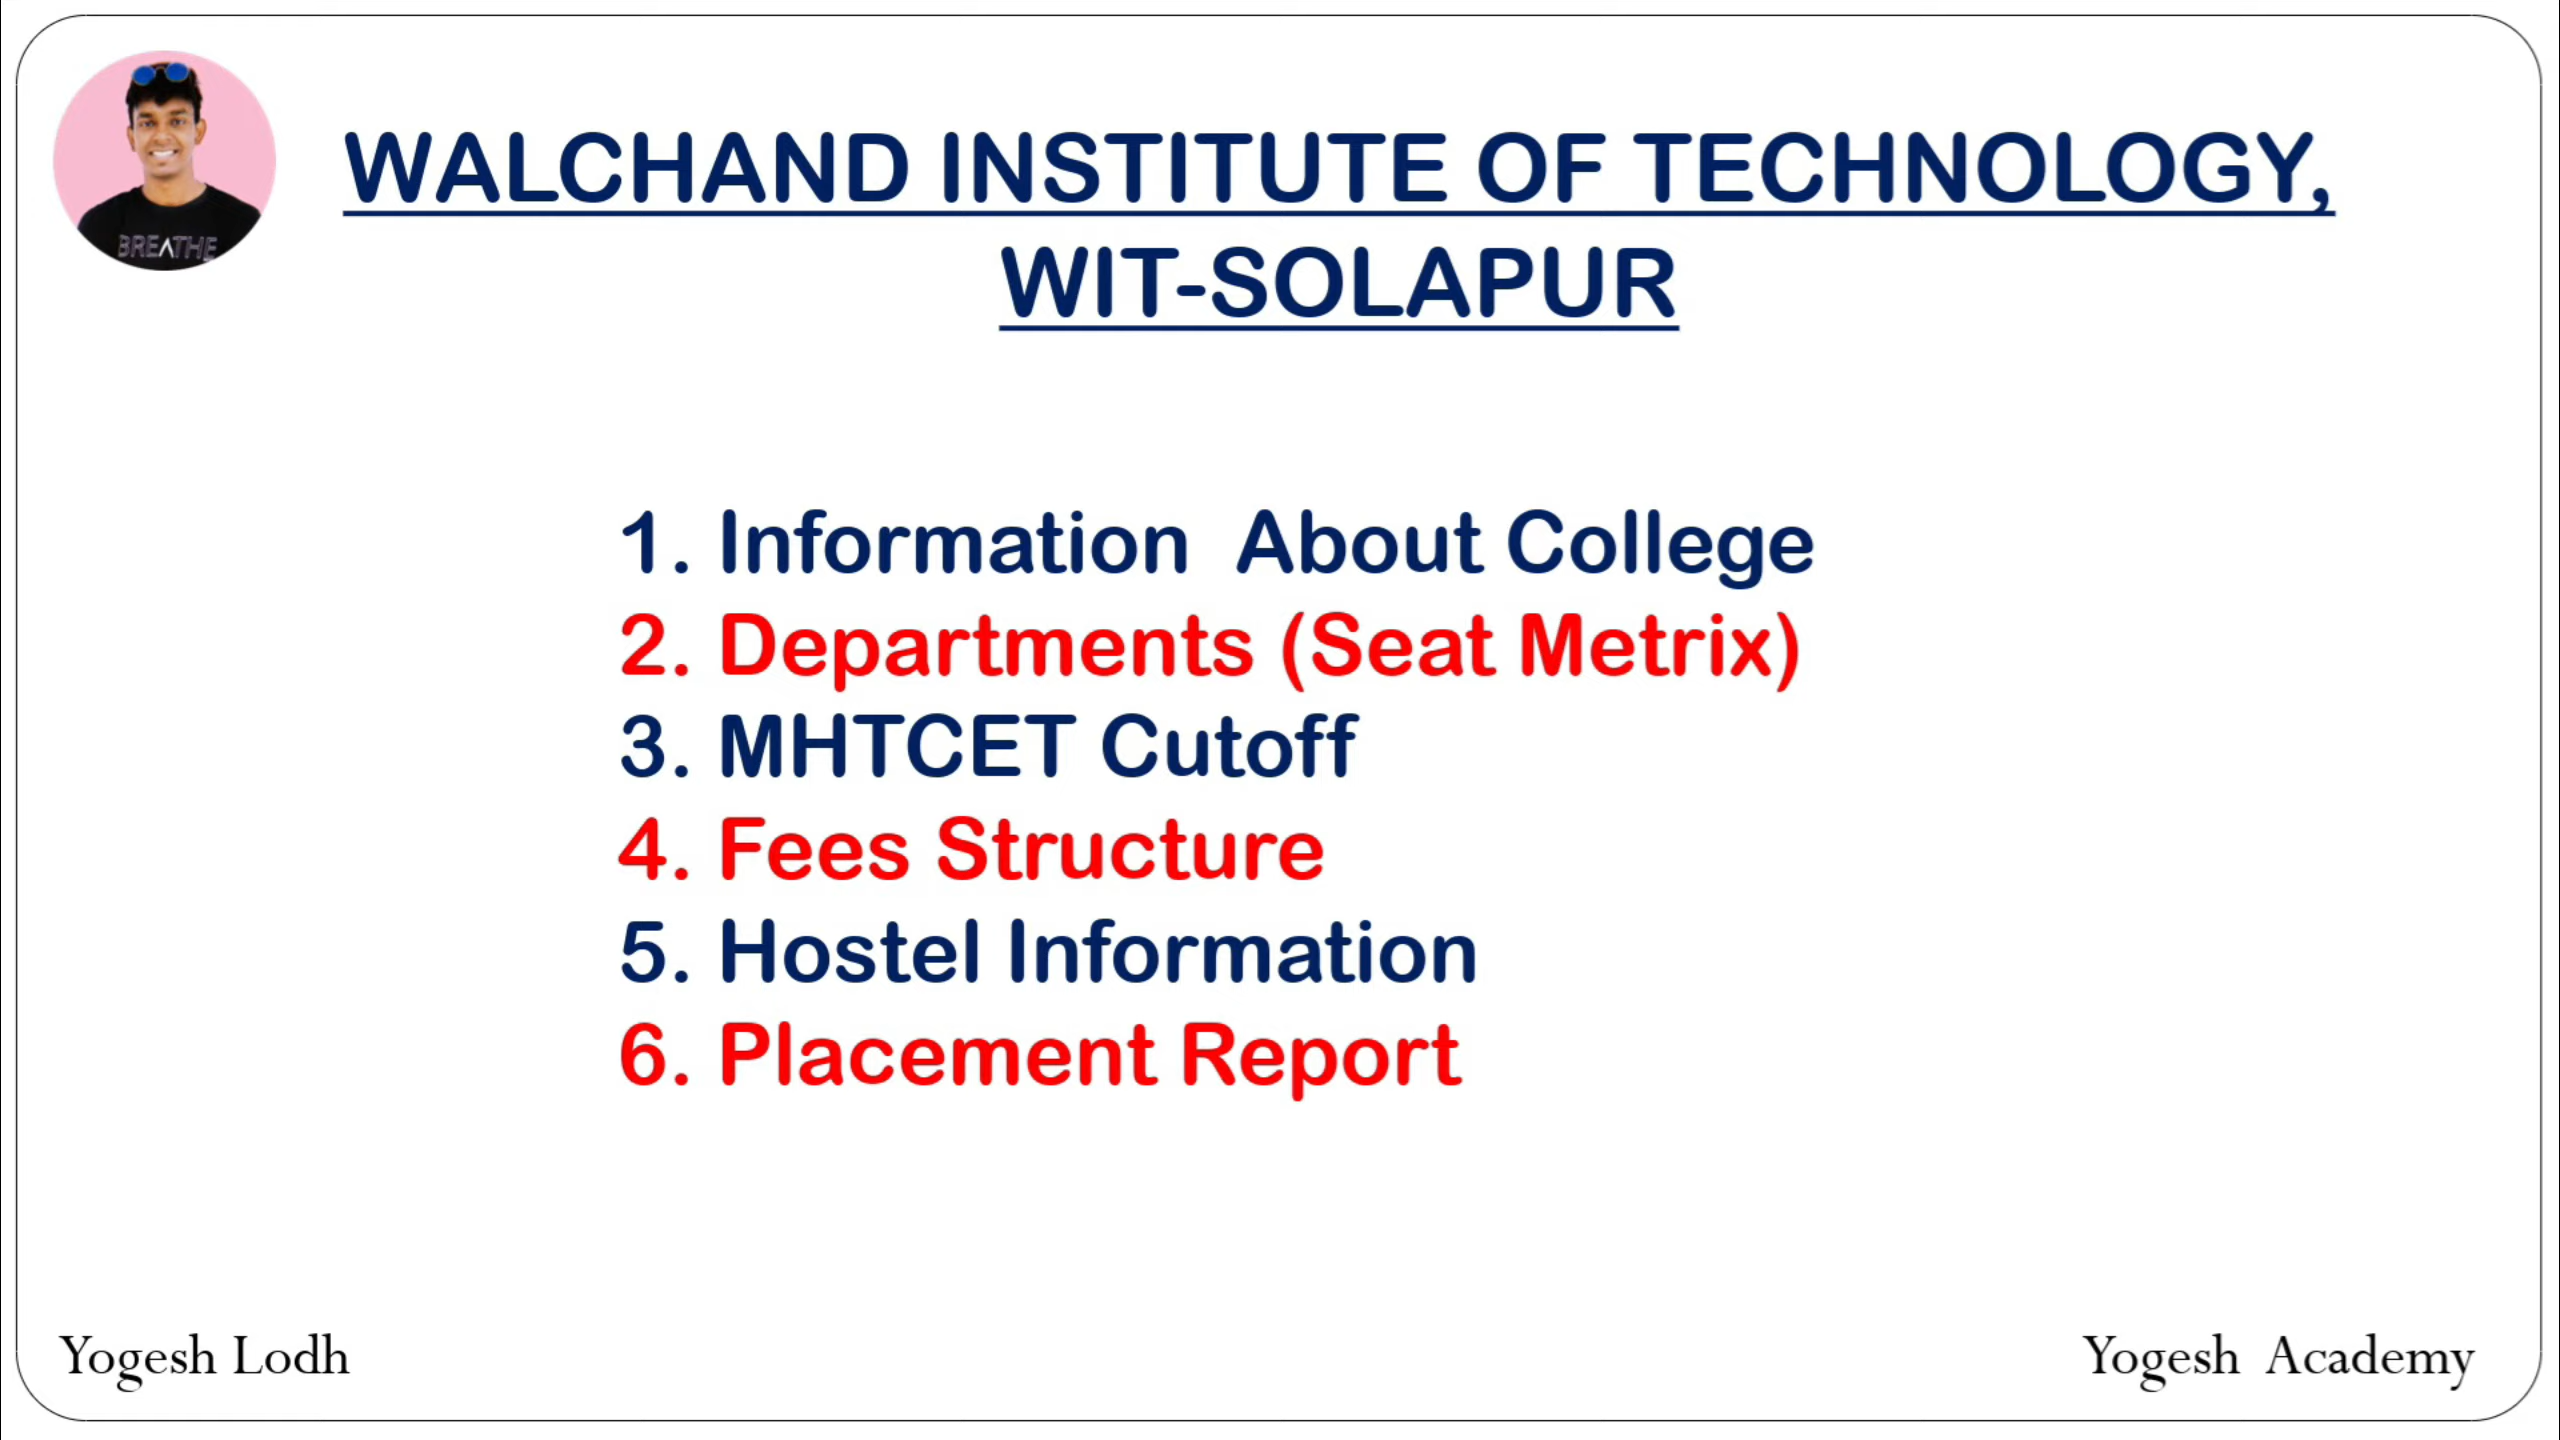 WALCHAND INSTITUTE OF TECHNOLOGY,
WIT-SOLAPUR
BREATHE
1. Information About College
2. Departments (Seat Metrix)
3. MHTCET Cutoff
4. Fees Structure
5. Hostel Information
6. Placement Report
Yogesh Lodh
Yogesh Academy